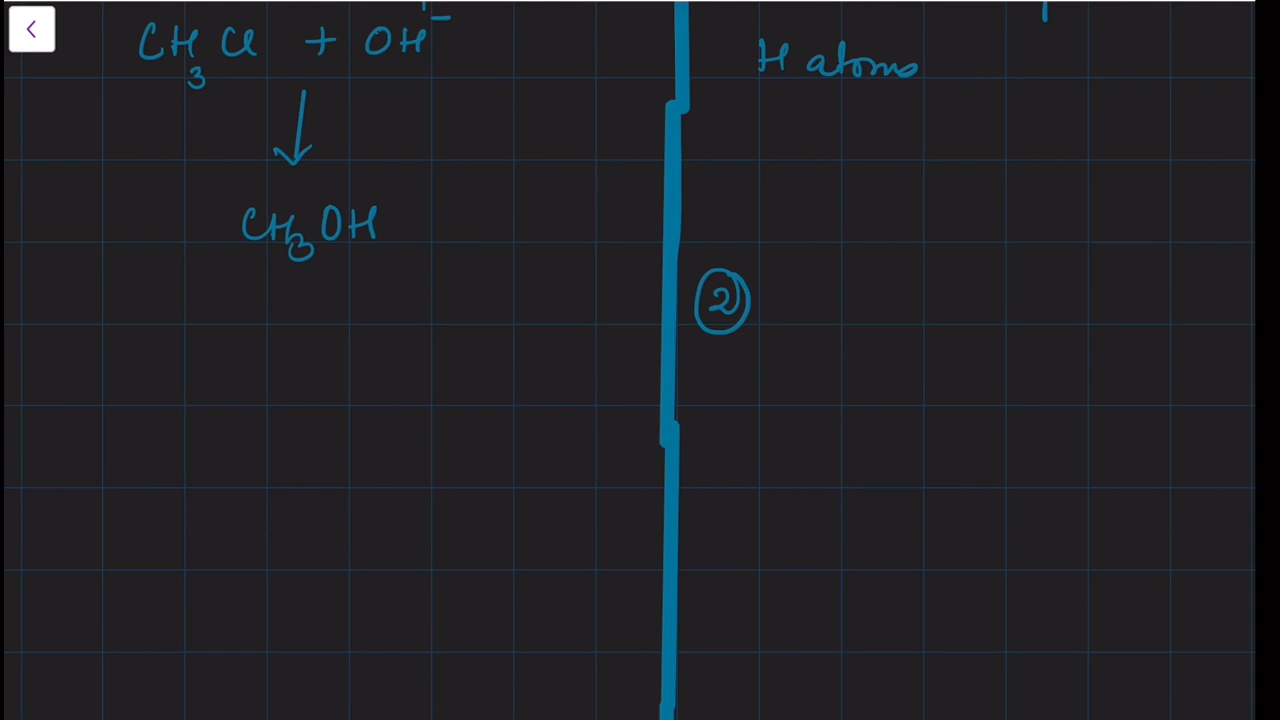 CH3Cl + OH⁻
CH3OH
H atoms
②